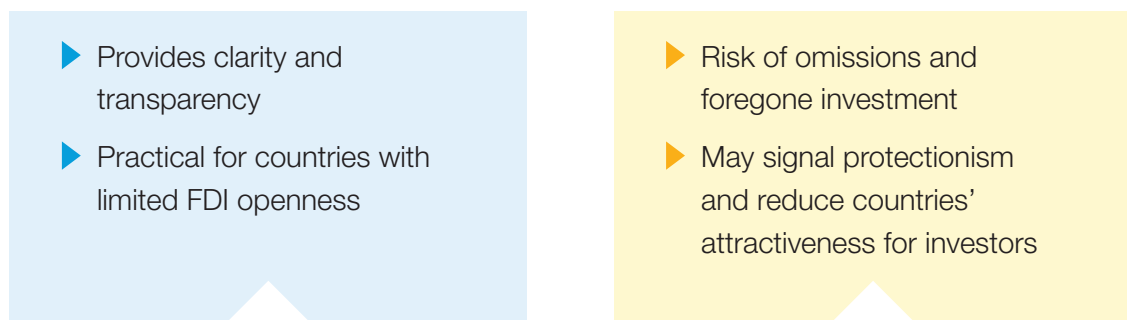 Provides clarity and
transparency
Practical for countries with
limited FDI openness
Risk of omissions and
foregone investment
May signal protectionism
and reduce countries’
attractiveness for investors